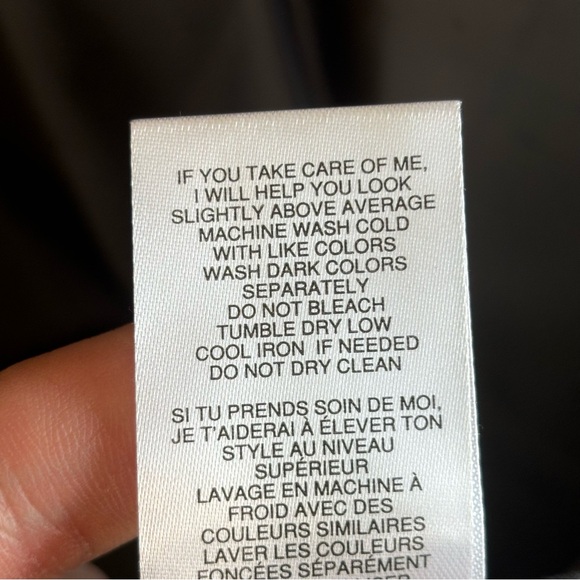 IF YOU TAKE CARE OF ME,
I WILL HELP YOU LOOK
SLIGHTLY ABOVE AVERAGE
MACHINE WASH COLD
WITH LIKE COLORS
WASH DARK COLORS
SEPARATELY
DO NOT BLEACH
TUMBLE DRY LOW
COOL IRON IF NEEDED
DO NOT DRY CLEAN
SI TU PRENDS SOIN DE MOI,
JE T'AIDERAI À ÉLEVER TON
STYLE AU NIVEAU
SUPÉRIEUR
LAVAGE EN MACHINE À
FROID AVEC DES
COULEURS SIMILAIRES
LAVER LES COULEURS
FONCÉES SÉPARÉMENT